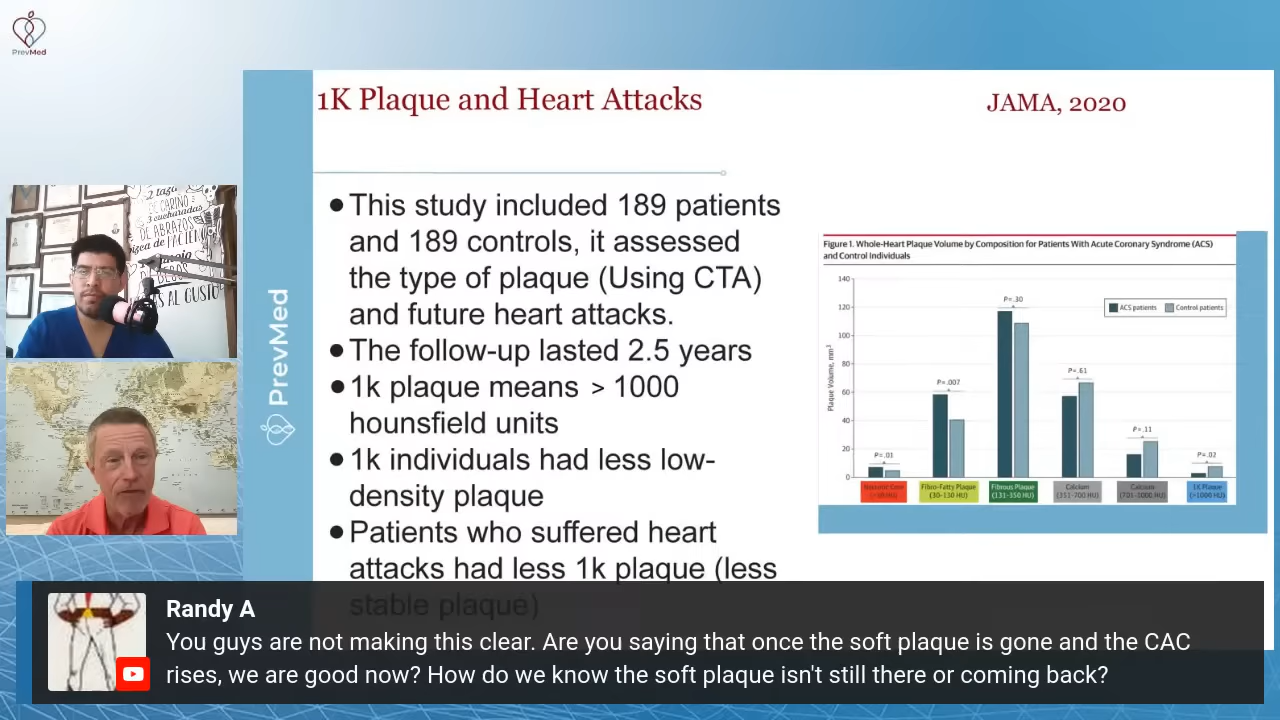 PrevMed
1K Plaque and Heart Attacks
JAMA, 2020
PrevMed
● This study included 189 patients
and 189 controls, it assessed
the type of plaque (Using CTA)
and future heart attacks.
● The follow-up lasted 2.5 years
● 1k plaque means > 1000
hounsfield units
● 1k individuals had less low-
density plaque
● Patients who suffered heart
attacks had less 1k plaque (less
stable plaque)
Figure 1. Whole-Heart Plaque Volume by Composition for Patients With Acute Coronary Syndrome (ACS)
and Control Individuals
Plaque Volume, mm³
140
120
100
80
60
40
20
0
ACS patients
Control patients
P=.01
P=.007
P=.30
P=.61
P=.11
P=.02
Fibro-Fatty Plaque
(30-130 HU)
Fibrous Plaque
(131-350 HU)
Calcium
(351-700 HU)
Calcium
(701-1000 HU)
1K Plaque
(>1000 HU)
DE CARIÑO
3 cucharadas
DE ABRAZOS
AL GUSTO
Randy A
You guys are not making this clear. Are you saying that once the soft plaque is gone and the CAC
rises, we are good now? How do we know the soft plaque isn't still there or coming back?